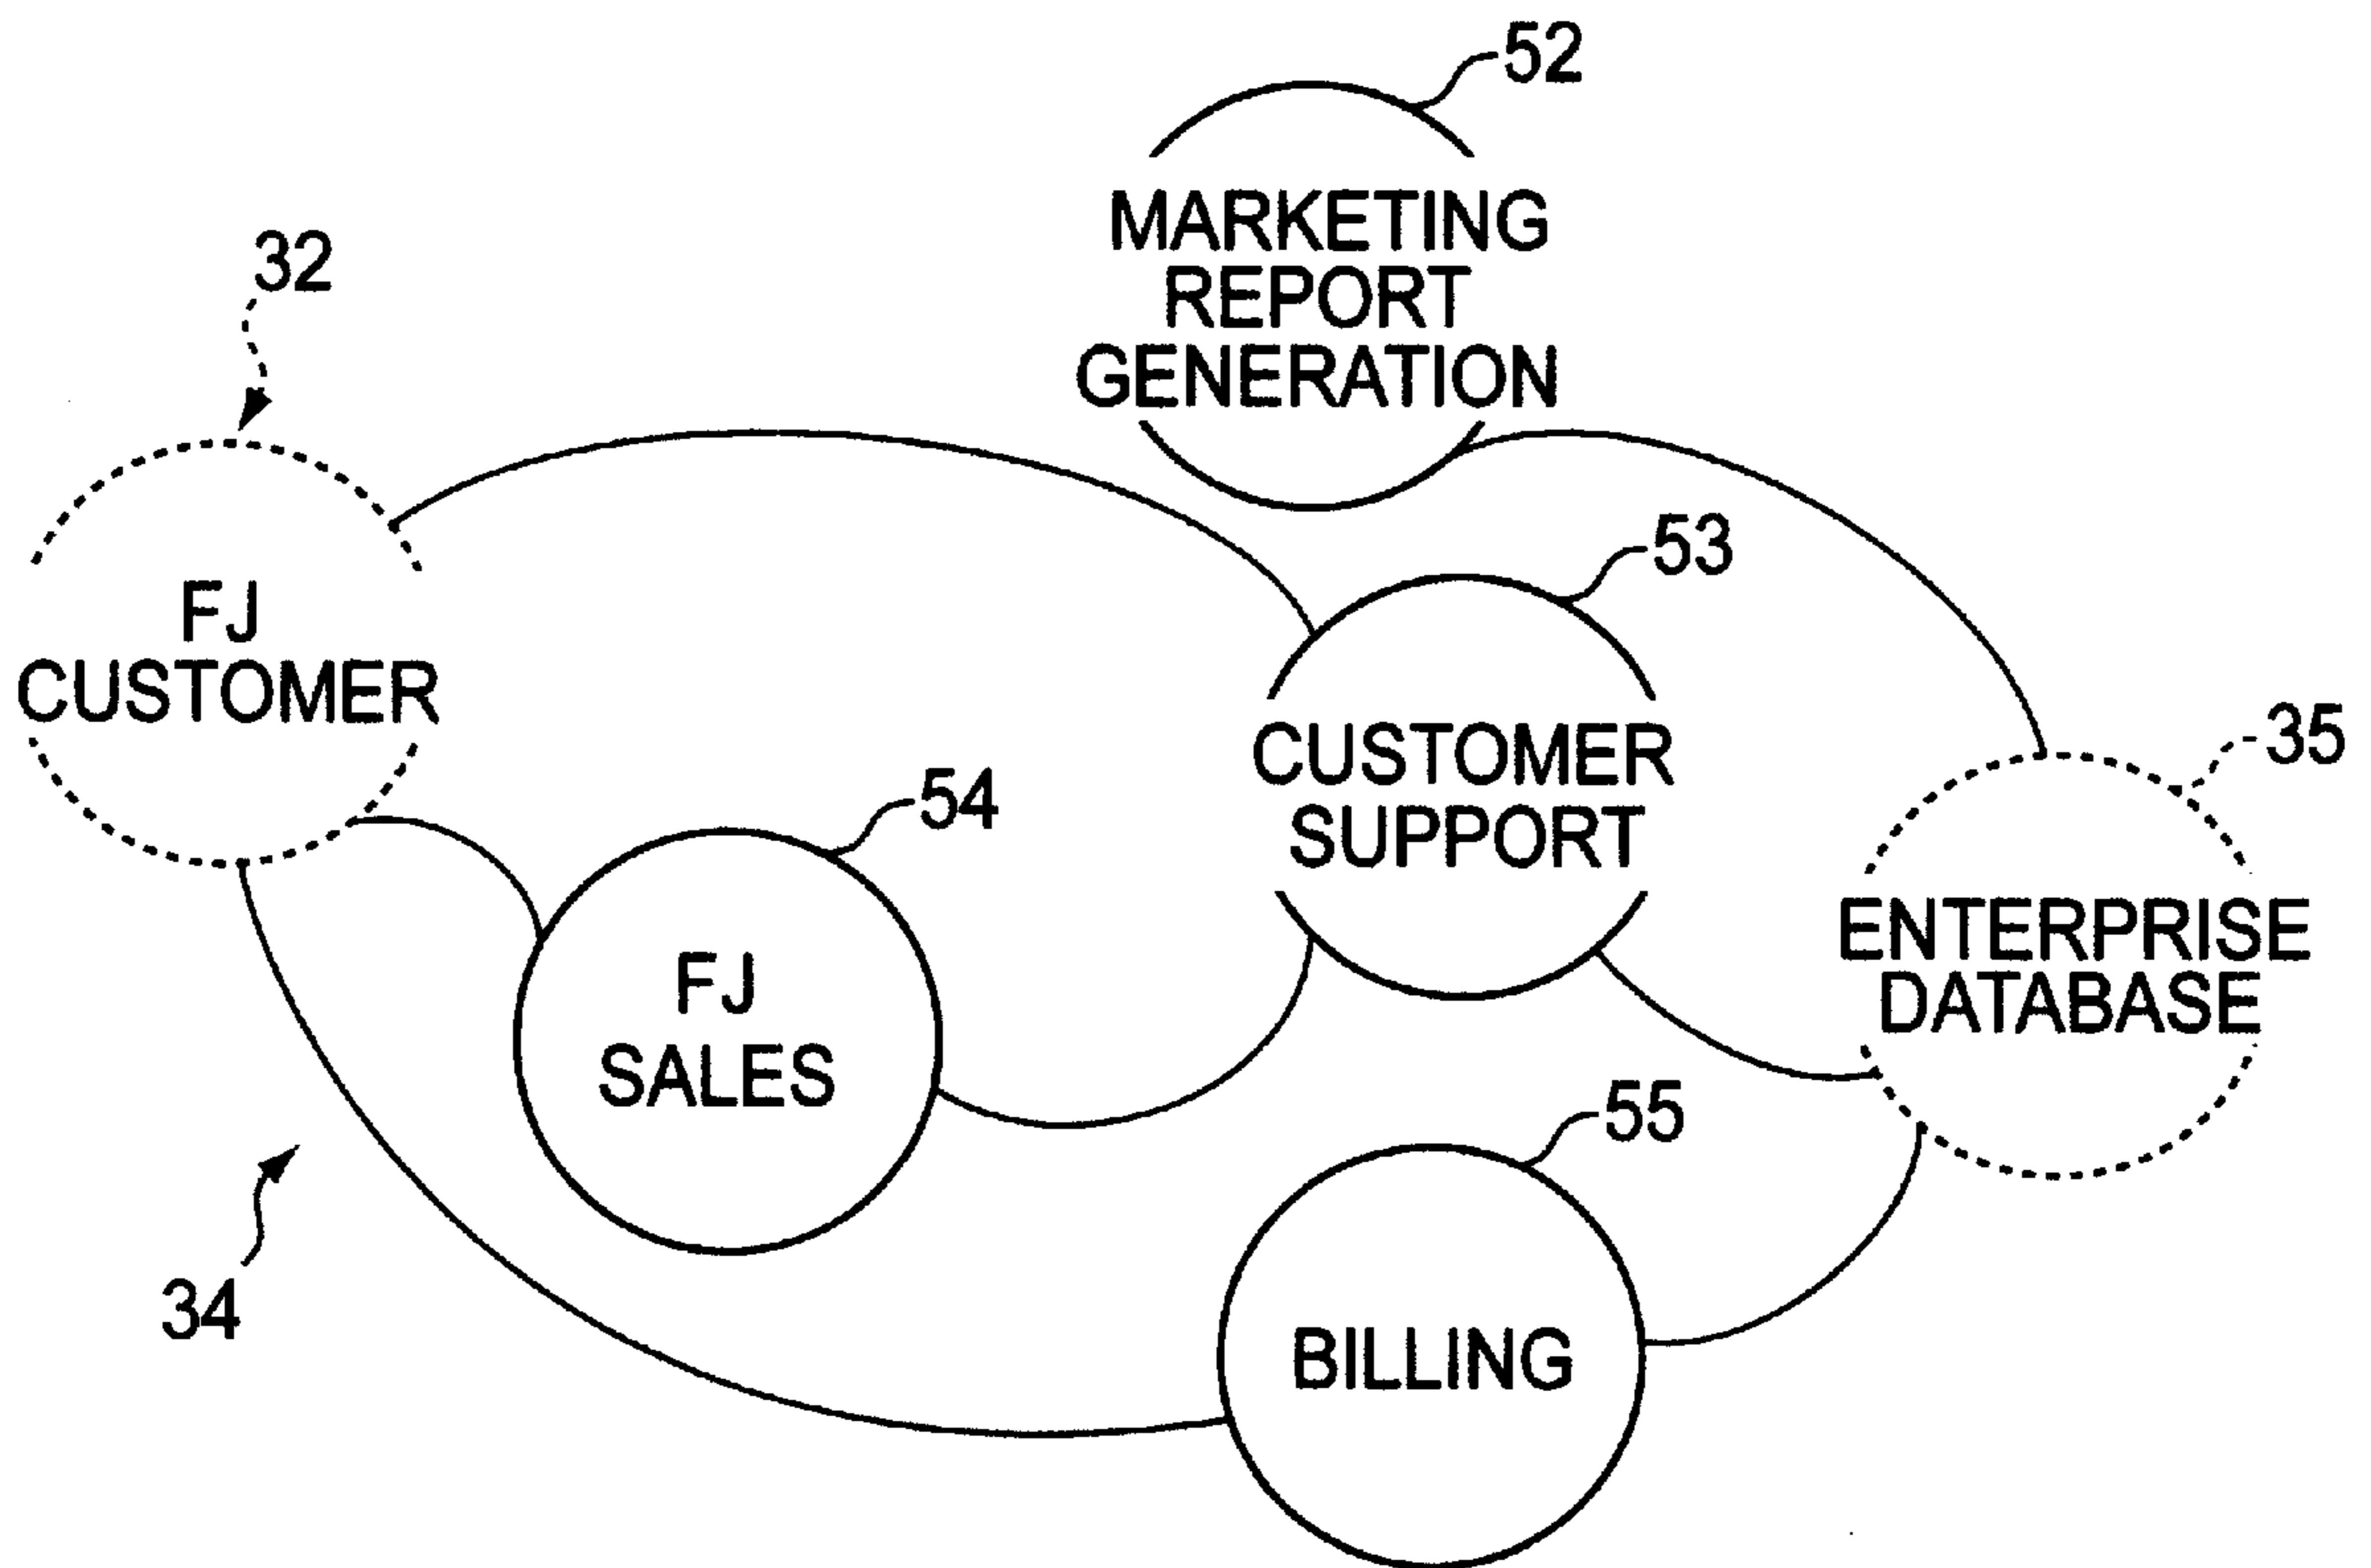 52
MARKETING
REPORT
GENERATION
32
FJ
CUSTOMER
53
CUSTOMER
SUPPORT
35
ENTERPRISE
DATABASE
54
FJ
SALES
55
BILLING
34